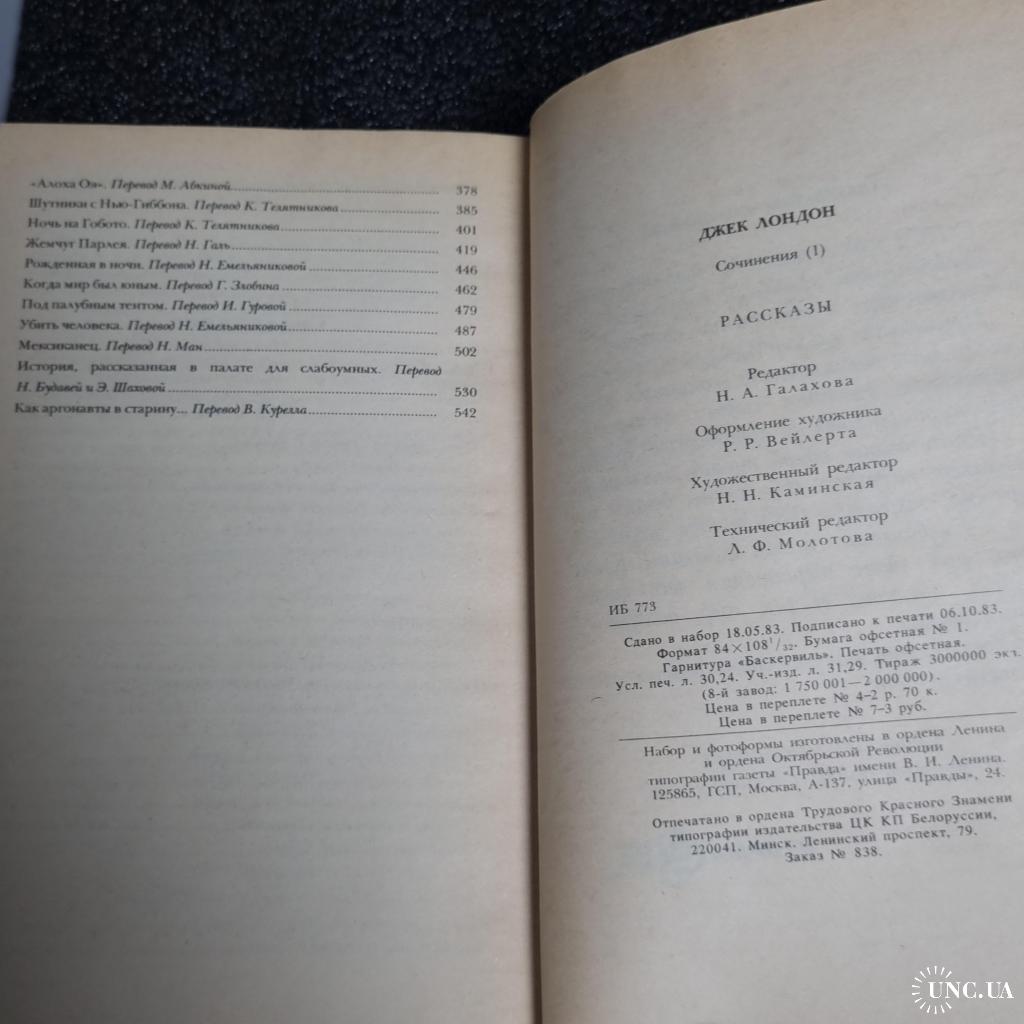 «Алоха Оэ». Перевод М. Абкиной 378
Шутники с Нью-Гиббона. Перевод К. Телятникова 385
Ночь на Гобото. Перевод К. Телятникова 401
Жемчуг Парлея. Перевод Н. Галь 419
Рожденная в ночи. Перевод Н. Емельяниковой 446
Когда мир был юным. Перевод Г. Злобина 462
Под палубным тентом. Перевод И. Гуровой 479
Убить человека. Перевод Н. Емельяниковой 487
Мексиканец. Перевод Н. Ман 502
История, рассказанная в палате для слабоумных. Перевод
Н. Будавей и Э. Шаховой 530
Как аргонавты в старину... Перевод В. Курелла 542
ДЖЕК ЛОНДОН
Сочинения (I)
РАССКАЗЫ
Редактор
Н. А. Галахова
Оформление художника
Р. Р. Вейлерта
Художественный редактор
Н. Н. Каминская
Технический редактор
Л. Ф. Молотова
ИБ 773
Сдано в набор 18.05.83. Подписано к печати 06.10.83.
Формат 84×108¹/₃₂. Бумага офсетная № 1.
Гарнитура «Баскервиль». Печать офсетная.
Усл. печ. л. 30,24. Уч.-изд. л. 31,29. Тираж 3000000 экз.
(8-й завод: 1 750 001—2 000 000).
Цена в переплете № 4–2 р. 70 к.
Цена в переплете № 7–3 руб.
Набор и фотоформы изготовлены в ордена Ленина
и ордена Октябрьской Революции
типографии газеты «Правда» имени В. И. Ленина.
125865, ГСП, Москва, А-137, улица «Правды», 24.
Отпечатано в ордена Трудового Красного Знамени
типографии издательства ЦК КП Белоруссии,
220041. Минск. Ленинский проспект, 79.
Заказ № 838.
UNC.UA